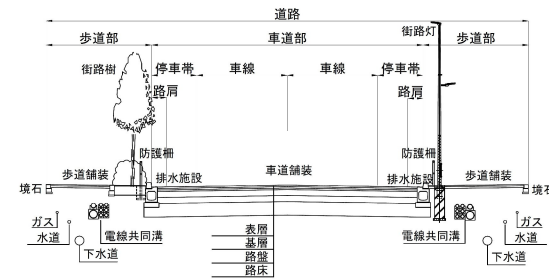 道路
歩道部 車道部 街路灯 歩道部
街路樹 停車帯 車線 車線 停車帯
路肩 路肩
防護柵 防護柵
歩道舗装 排水施設 車道舗装 排水施設 歩道舗装
境石 境石
ガス 電線共同溝 表層 電線共同溝 ガス
水道 基層 水道
下水道 路盤 下水道
路床